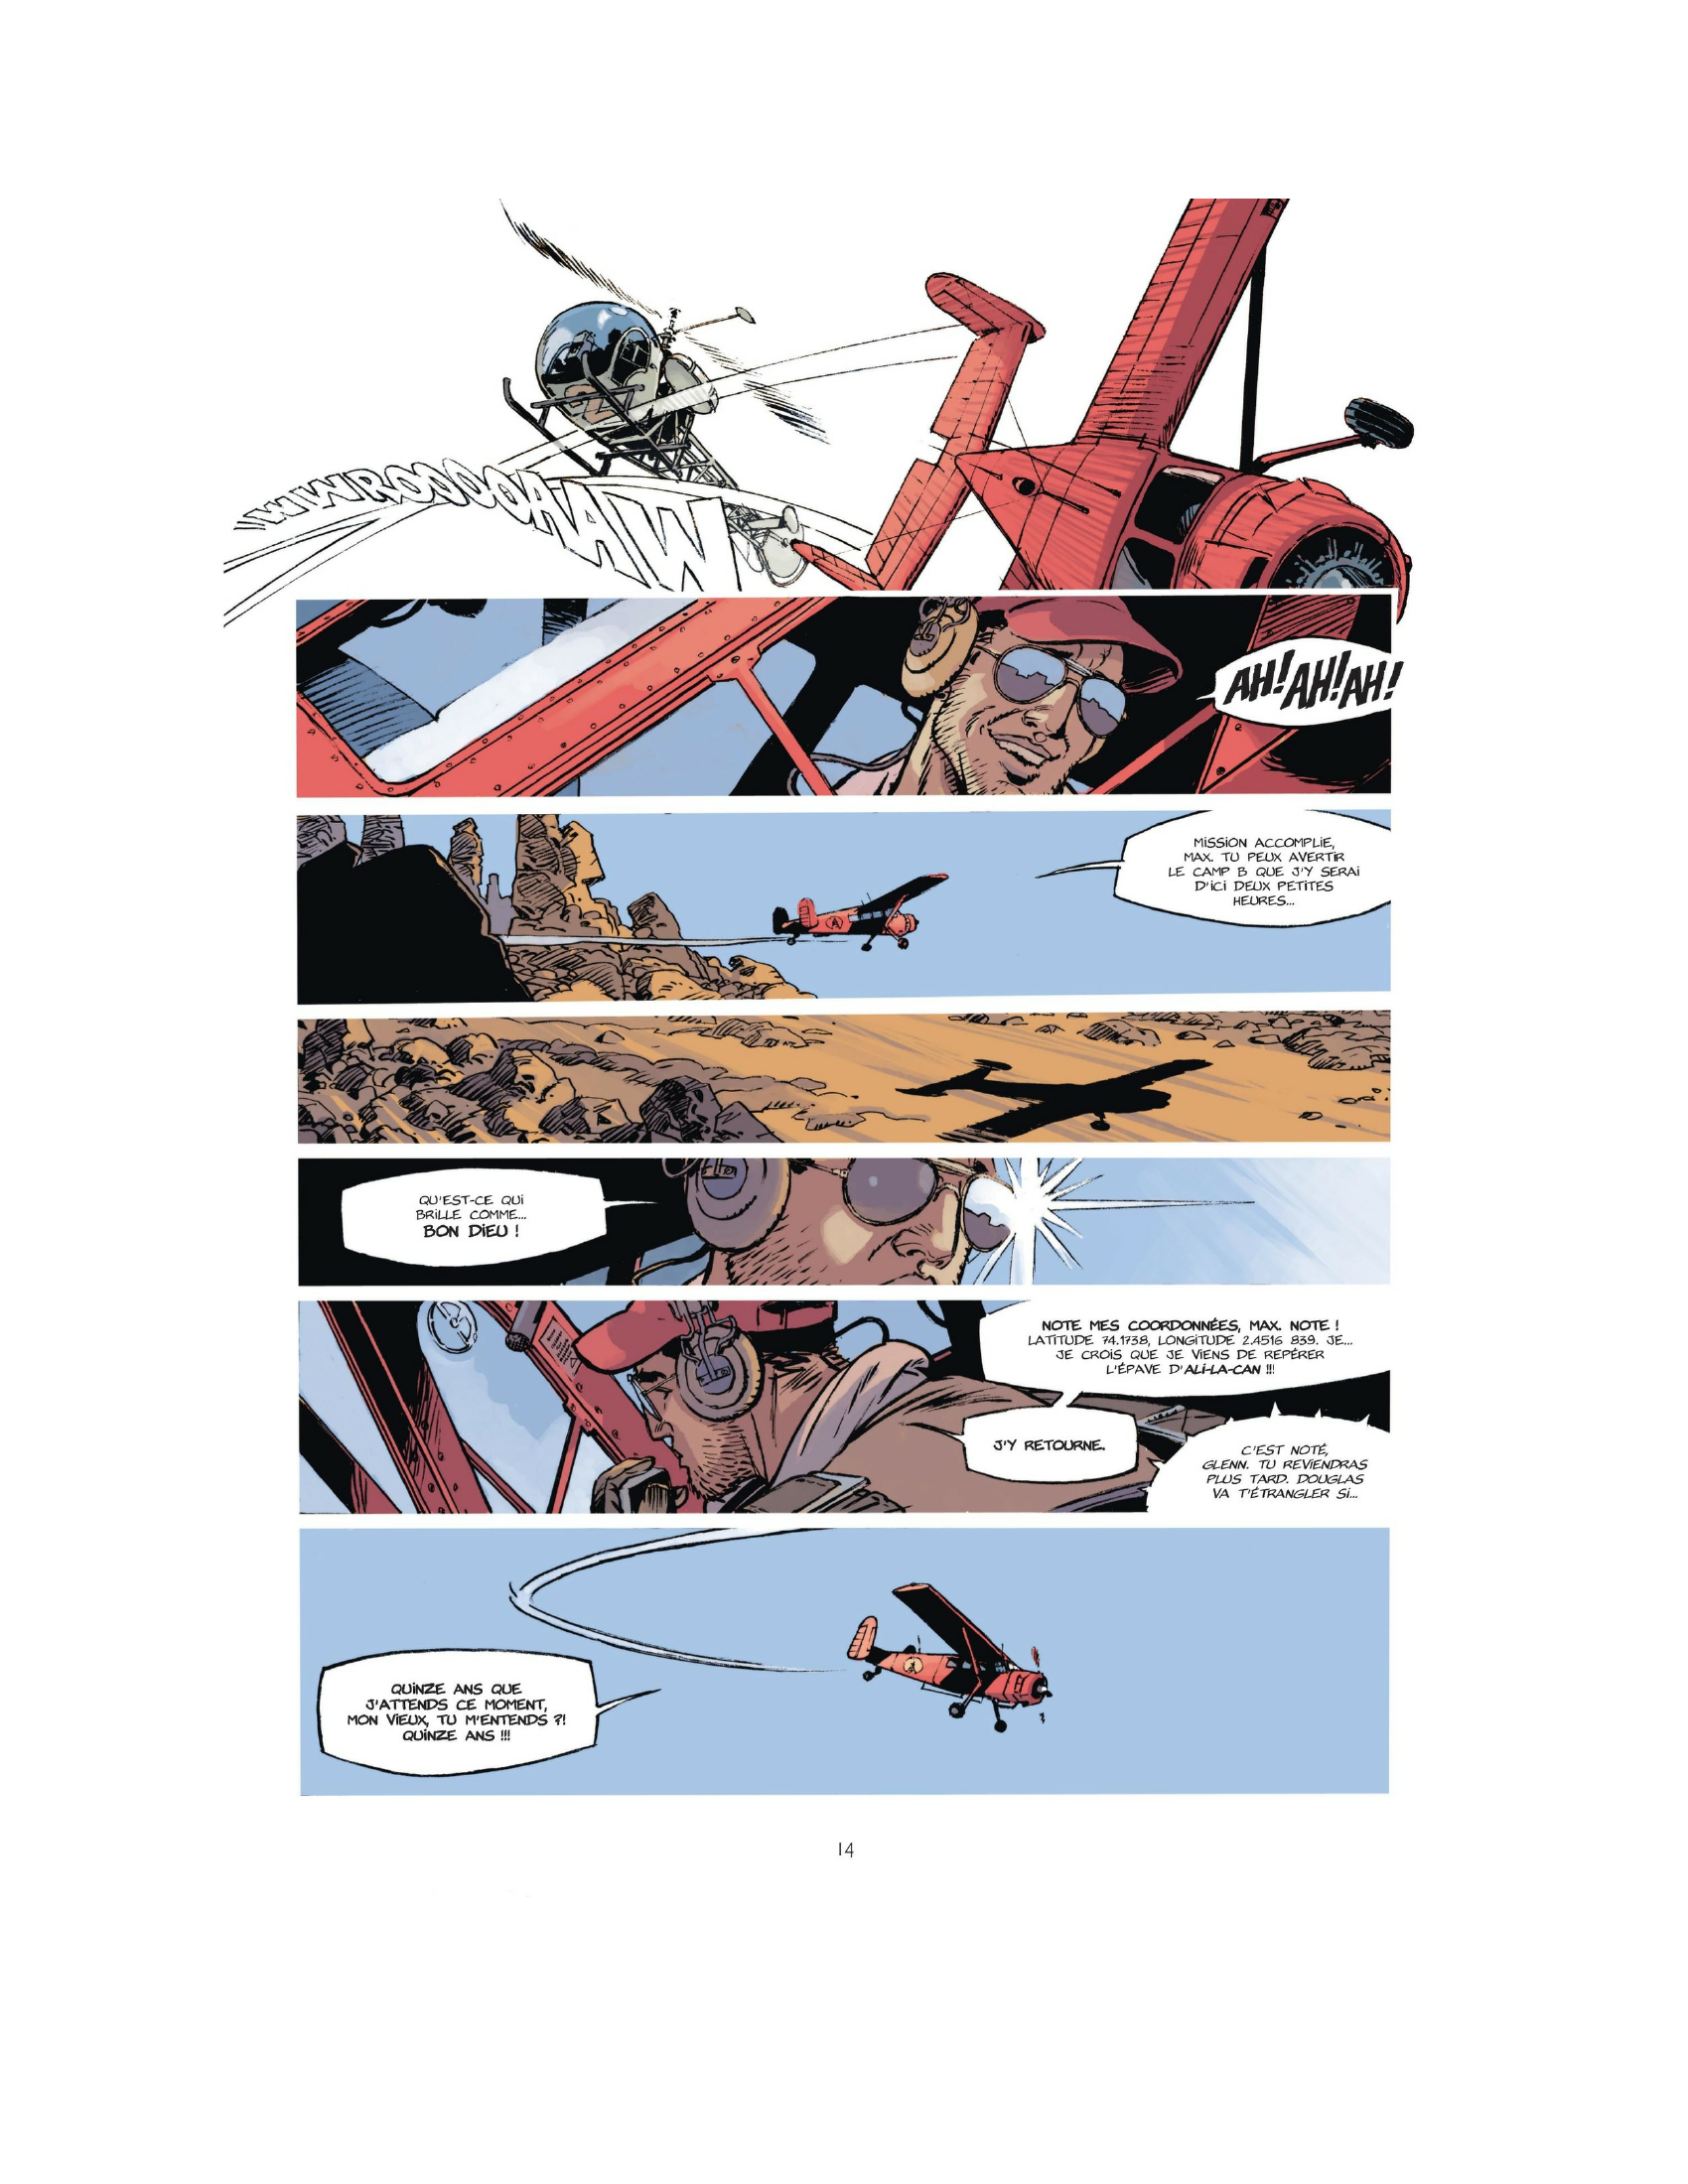 WWROOOOAAAW
AH! AH! AH!
MISSION ACCOMPLIE,
MAX. TU PEUX AVERTIR
LE CAMP B QUE J'Y SERAI
D'ICI DEUX PETITES
HEURES...
QU'EST-CE QUI
BRILLE COMME...
BON DIEU !
NOTE MES COORDONNÉES, MAX. NOTE !
LATITUDE 74.1738, LONGITUDE 2.4516 839. JE...
JE CROIS QUE JE VIENS DE REPÉRER
L'ÉPAVE D'ALI-LA-CAN !!!
J'Y RETOURNE.
C'EST NOTÉ,
GLENN. TU REVIENDRAS
PLUS TARD. DOUGLAS
VA T'ÉTRANGLER SI...
QUINZE ANS QUE
J'ATTENDS CE MOMENT,
MON VIEUX, TU M'ENTENDS ?!
QUINZE ANS !!!
14